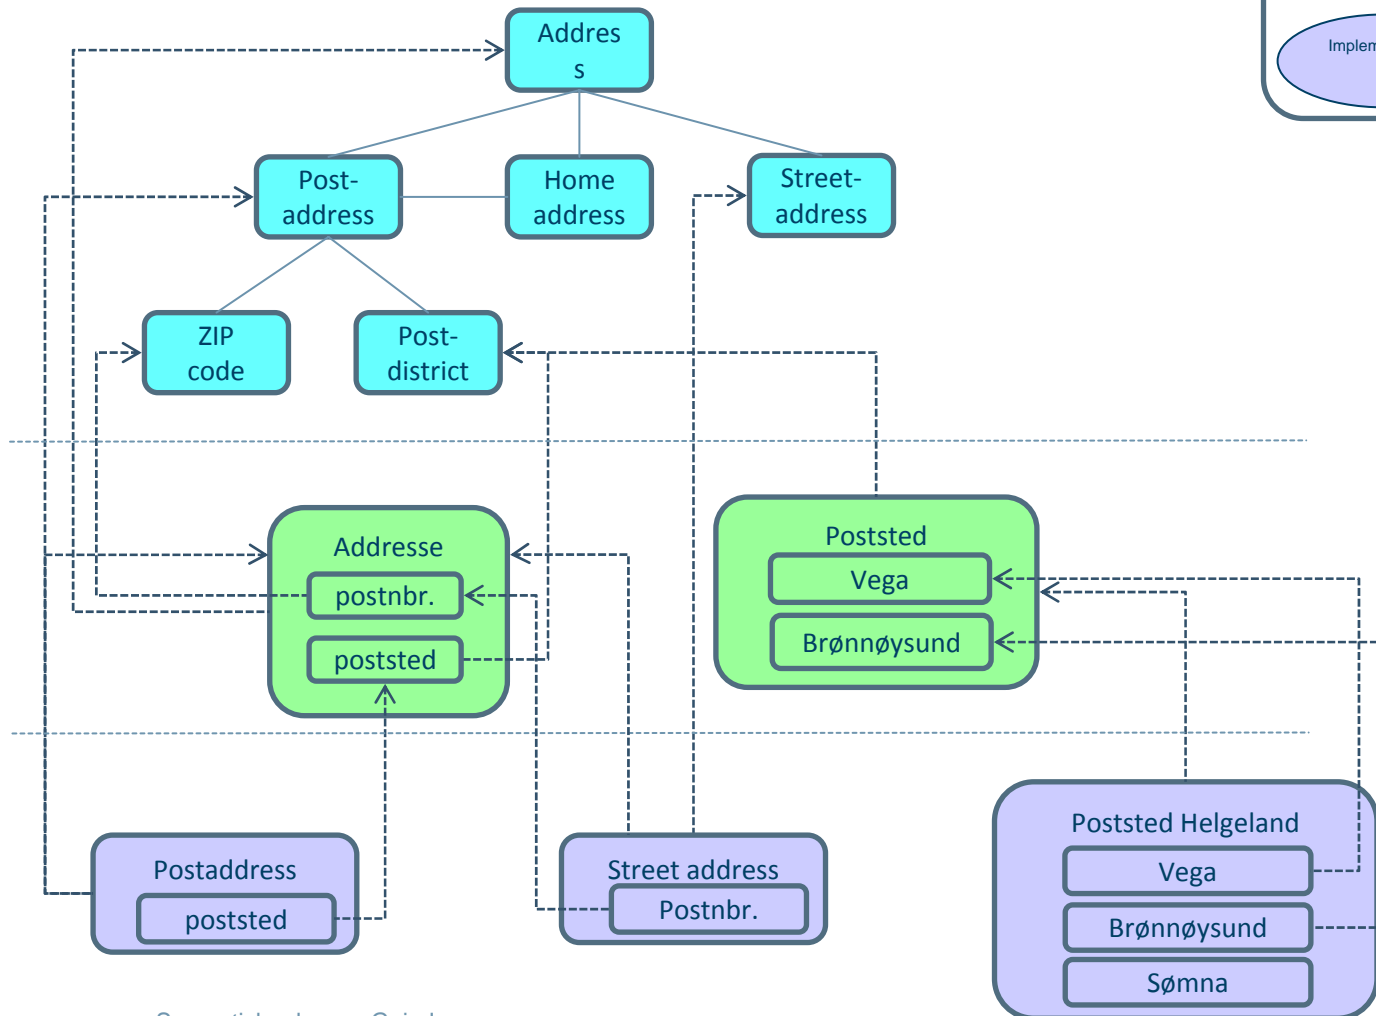 Addres
s
Implem
Post-
address
Home
address
Street-
address
ZIP
code
Post-
district
Addresse
postnbr.
poststed
Poststed
Vega
Brønnøysund
Postaddress
poststed
Street address
Postnbr.
Poststed Helgeland
Vega
Brønnøysund
Sømna